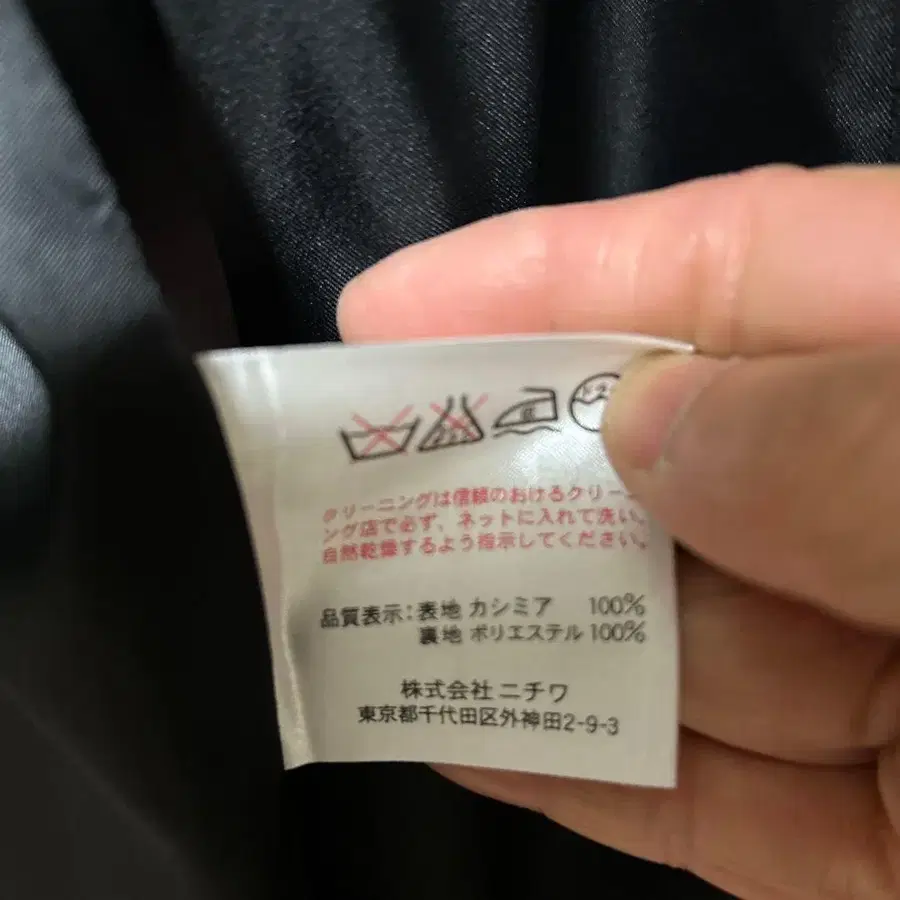 クリーニングは信頼のおけるクリーニ
ング店で必ず、ネットに入れて洗い、
自然乾燥するよう指示してください。
品質表示:表地 カシミア 100%
裏地 ポリエステル 100%
株式会社 ニチワ
東京都千代田区外神田2-9-3